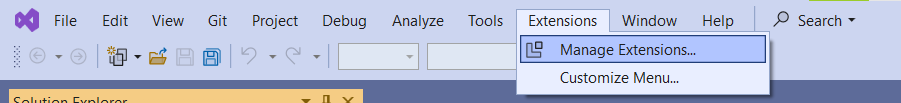 File Edit View Git Project Debug Analyze Tools Extensions Window Help Search
Manage Extensions...
Customize Menu...
Solution Explorer